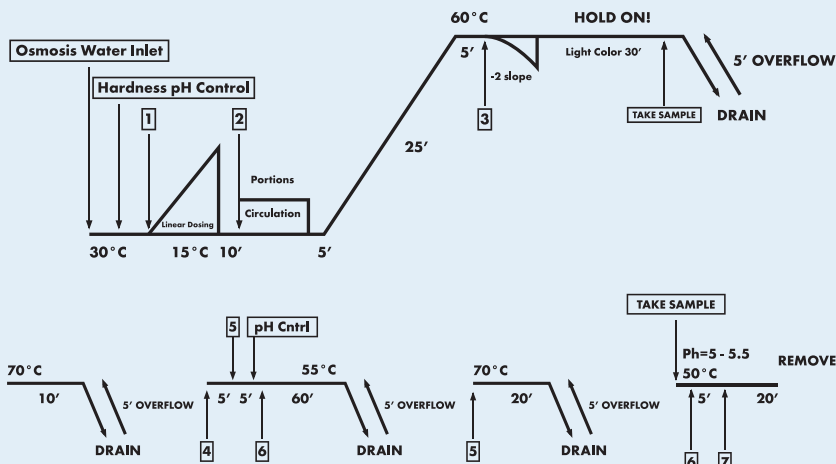 60°C
HOLD ON!
Osmosis Water Inlet
5’
Light Color 30’
5’ OVERFLOW
-2 slope
Hardness pH Control
1
2
3
TAKE SAMPLE
DRAIN
25’
Portions
Circulation
Linear Dosing
30°C
15°C
10’
5’
TAKE SAMPLE
5
pH Cntrl
Ph=5 - 5.5
REMOVE
70°C
55°C
70°C
50°C
10’
5’ OVERFLOW
5’
5’
60’
5’ OVERFLOW
20’
5’ OVERFLOW
5’
20’
DRAIN
4
6
DRAIN
5
DRAIN
6
7